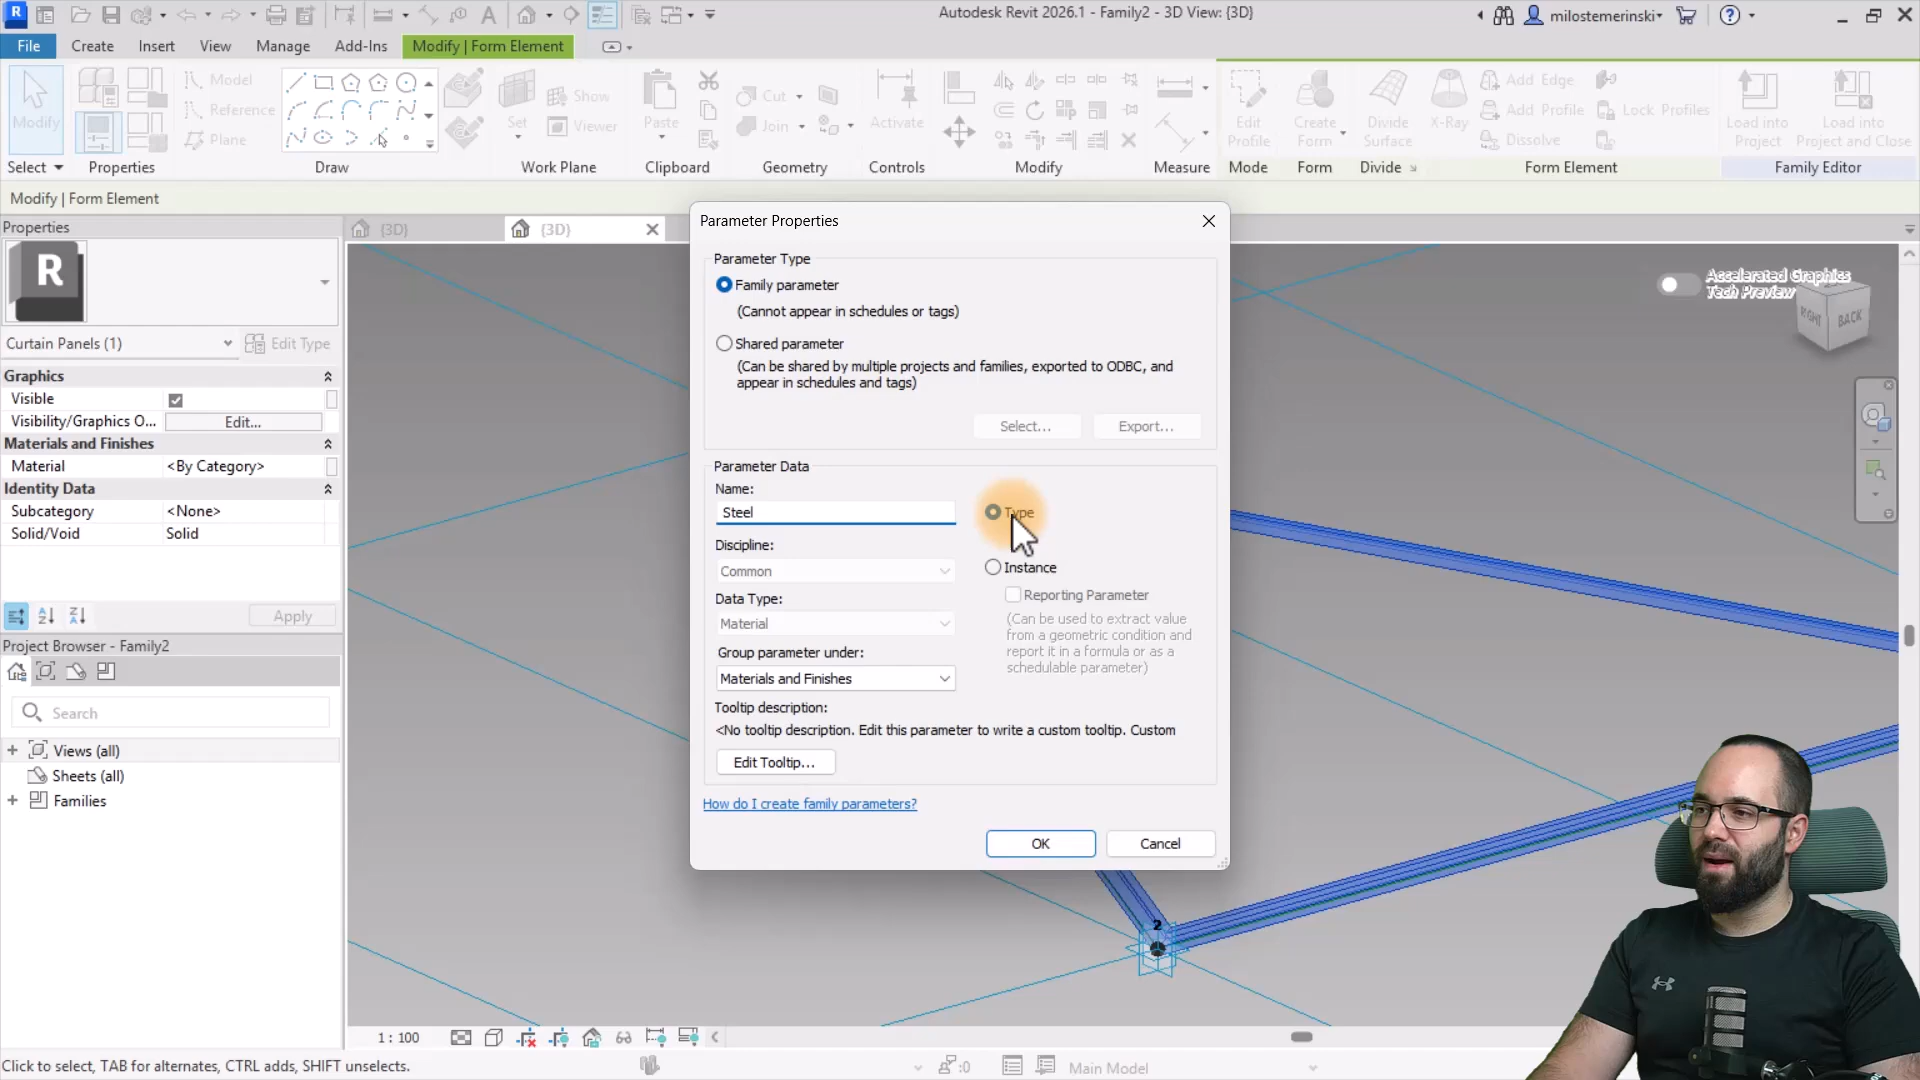 Autodesk Revit 2026.1 - Family2 - 3D View: {3D}
milostemerinski
File
Create
Insert
View
Manage
Add-Ins
Modify | Form Element
Modify
Model
Reference
Plane
Set
Show
Viewer
Paste
Cut
Join
Activate
Edit
Profile
Create
Form
Divide
Surface
X-Ray
Add Edge
Add Profile
Dissolve
Lock Profiles
Load into
Project
Load into
Project and Close
Select
Properties
Draw
Work Plane
Clipboard
Geometry
Controls
Modify
Measure
Mode
Form
Divide
Form Element
Family Editor
Modify | Form Element
Properties
{3D}
{3D}
R
Curtain Panels (1)
Edit Type
Graphics
Visible
Visibility/Graphics O...
Edit...
Materials and Finishes
Material
<By Category>
Identity Data
Subcategory
<None>
Solid/Void
Solid
Apply
Project Browser - Family2
Search
Views (all)
Sheets (all)
Families
Parameter Properties
Parameter Type
Family parameter
(Cannot appear in schedules or tags)
Shared parameter
(Can be shared by multiple projects and families, exported to ODBC, and
appear in schedules and tags)
Select...
Export...
Parameter Data
Name:
Steel
Type
Discipline:
Common
Instance
Reporting Parameter
Data Type:
Material
(Can be used to extract value
from a geometric condition and
report it in a formula or as a
schedulable parameter)
Group parameter under:
Materials and Finishes
Tooltip description:
<No tooltip description. Edit this parameter to write a custom tooltip. Custom
Edit Tooltip...
How do I create family parameters?
OK
Cancel
Accelerated Graphics
Tech Preview
RIGHT
BACK
2
1 : 100
Click to select, TAB for alternates, CTRL adds, SHIFT unselects.
:0
Main Model